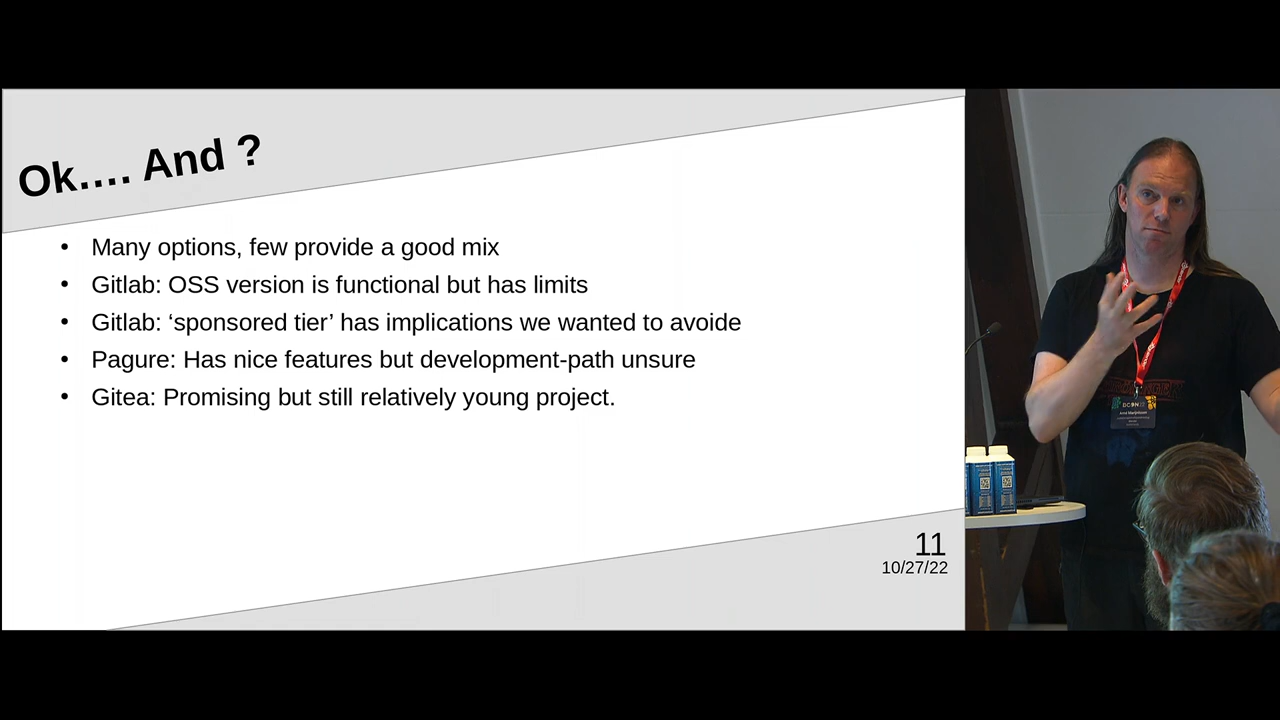 Ok…. And ?
• Many options, few provide a good mix
• Gitlab: OSS version is functional but has limits
• Gitlab: ‘sponsored tier’ has implications we wanted to avoide
• Pagure: Has nice features but development-path unsure
• Gitea: Promising but still relatively young project.
11
10/27/22